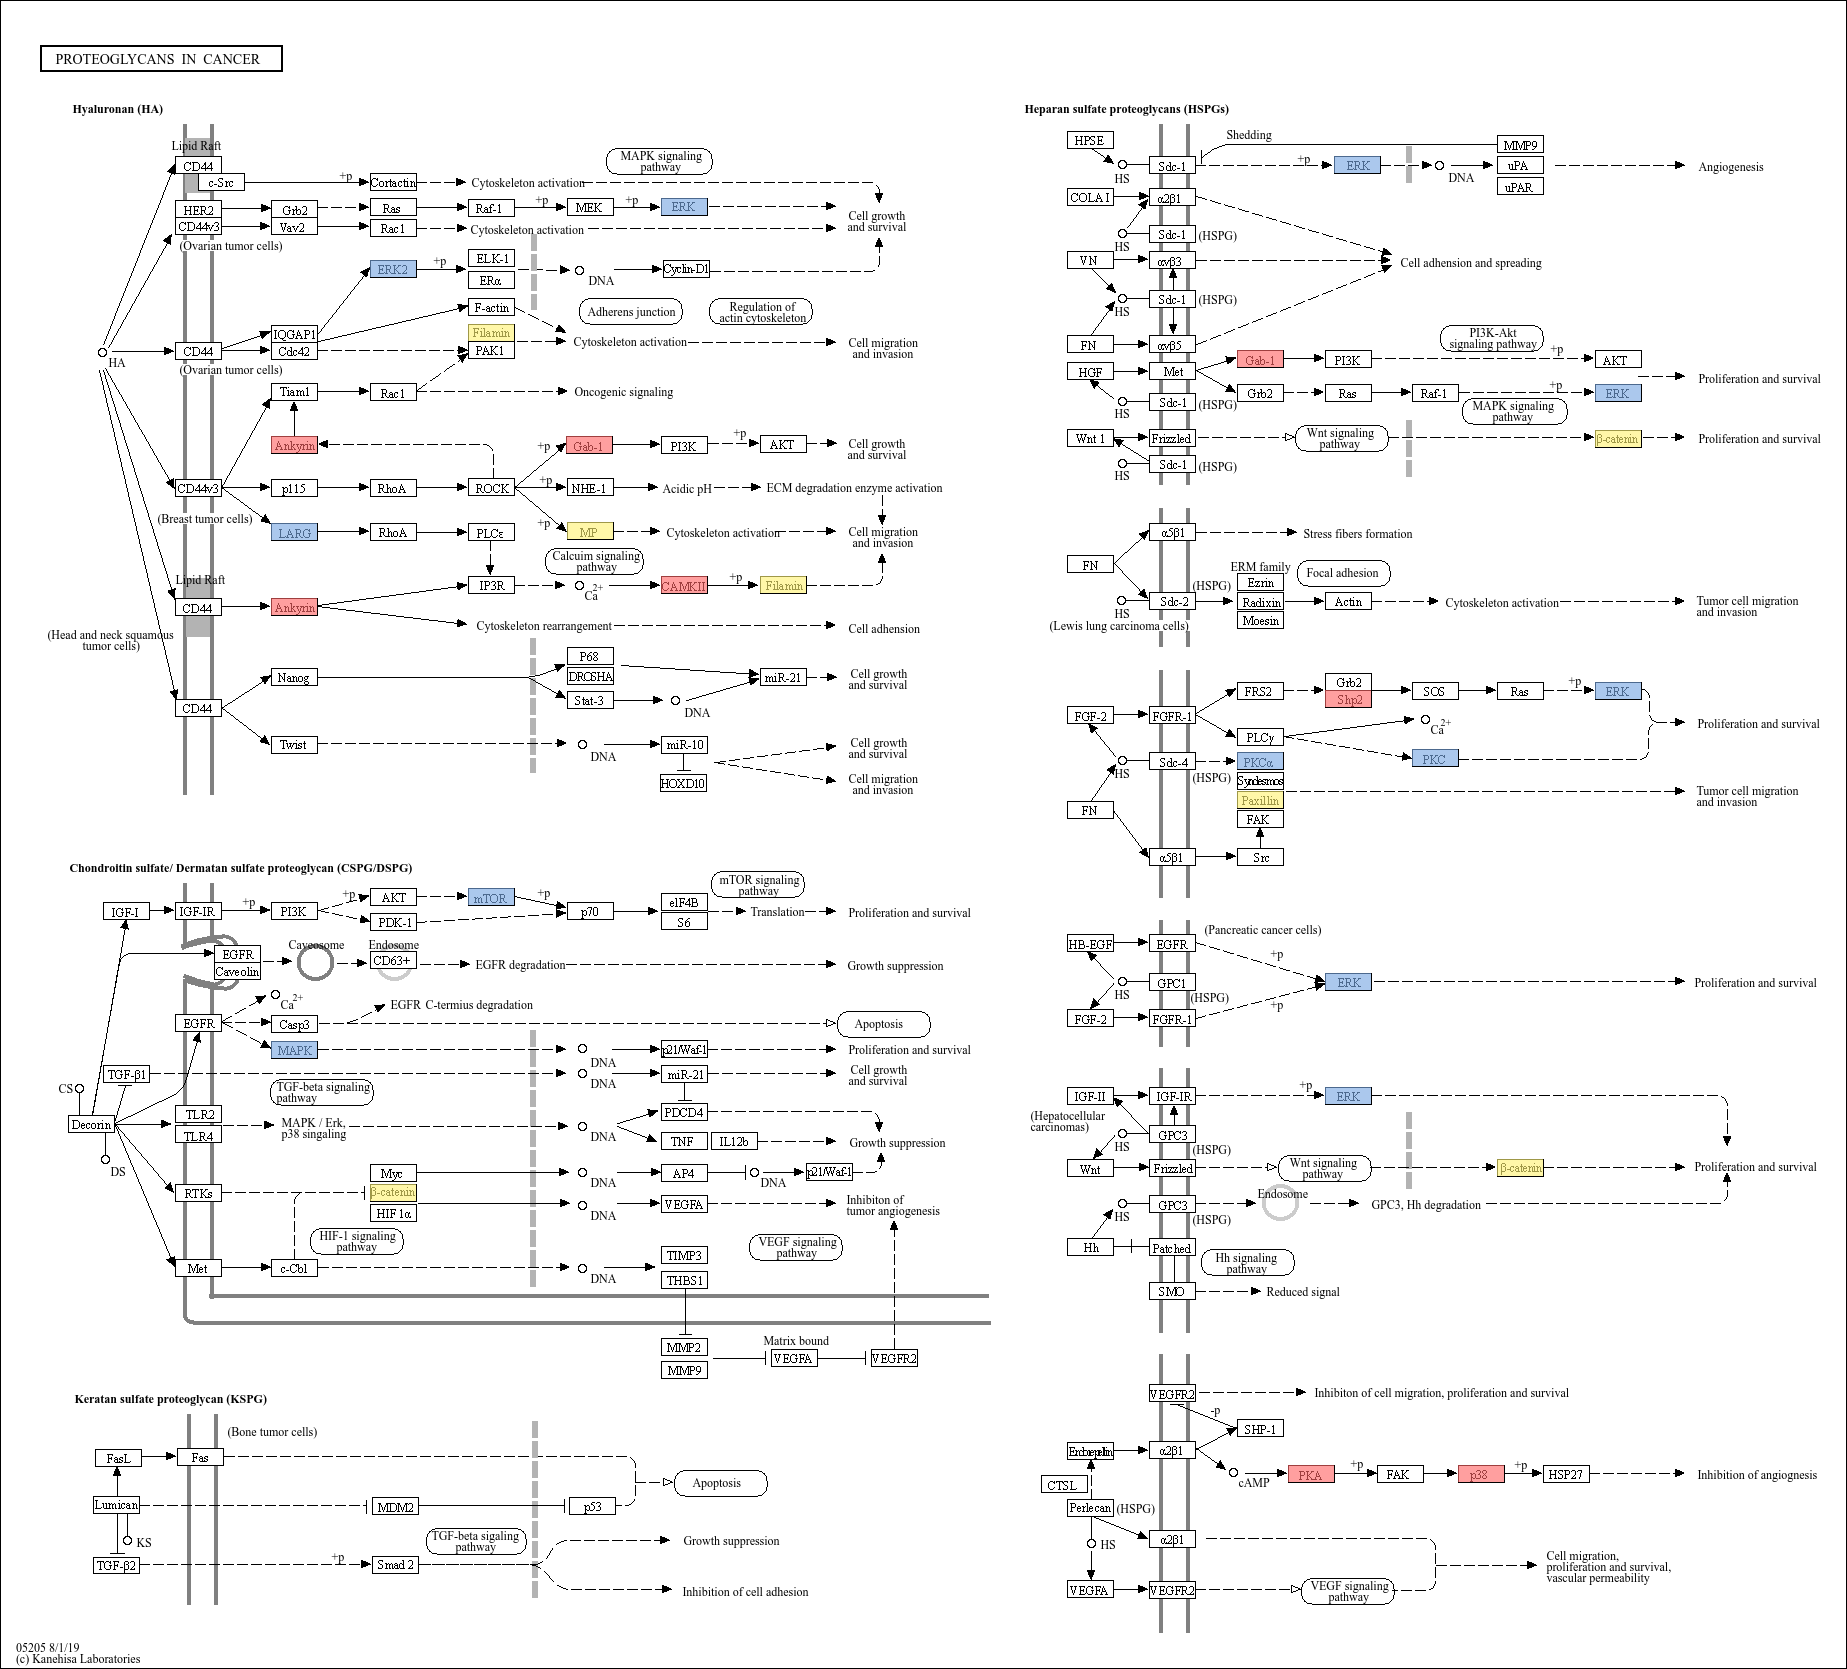 PROTEOGLYCANS IN CANCER
Hyaluronan (HA)
Lipid Raft
CD44
c-Src
+p
Cortactin
Cytoskeleton activation
MAPK signaling
pathway
HER2
Grb2
Ras
Raf-1
+p
MEK
+p
ERK
Cell growth
and survival
CD44v3
Vav2
Rac1
Cytoskeleton activation
(Ovarian tumor cells)
ERK2
+p
ELK-1
ERα
DNA
Cyclin-D1
F-actin
Adherens junction
Regulation of
actin cytoskeleton
IQGAP1
Filamin
HA
CD44
Cdc42
PAK1
Cytoskeleton activation
Cell migration
and invasion
(Ovarian tumor cells)
Tiam1
Rac1
Oncogenic signaling
Ankyrin
+p
Gab-1
PI3K
+p
AKT
Cell growth
and survival
CD44v3
p115
RhoA
ROCK
+p
NHE-1
Acidic pH
ECM degradation enzyme activation
(Breast tumor cells)
LARG
RhoA
PLCε
+p
MP
Cytoskeleton activation
Cell migration
and invasion
Calcuim signaling
pathway
Lipid Raft
IP3R
Ca2+
CAMKII
+p
Filamin
CD44
Ankyrin
Cytoskeleton rearrangement
Cell adhension
(Head and neck squamous
tumor cells)
Nanog
P68
DROSHA
Stat-3
DNA
miR-21
Cell growth
and survival
CD44
Twist
DNA
miR-10
HOXD10
Cell growth
and survival
Cell migration
and invasion
Chondroitin sulfate/ Dermatan sulfate proteoglycan (CSPG/DSPG)
IGF-I
IGF-IR
+p
PI3K
+p
AKT
mTOR
+p
PDK-1
p70
eIF4B
S6
mTOR signaling
pathway
Translation
Proliferation and survival
EGFR
Caveolin
Caveosome
Endosome
CD63+
EGFR degradation
Growth suppression
Ca2+
EGFR C-termius degradation
EGFR
Casp3
Apoptosis
MAPK
DNA
p21/Waf-1
Proliferation and survival
TGF-β1
DNA
miR-21
Cell growth
and survival
CS
TGF-beta signaling
pathway
Decorin
TLR2
TLR4
MAPK / Erk,
p38 singaling
DNA
PDCD4
TNF
IL12b
Growth suppression
DS
Myc
DNA
AP4
DNA
p21/Waf-1
RTKs
β-catenin
HIF 1α
DNA
VEGFA
Inhibiton of
tumor angiogenesis
HIF-1 signaling
pathway
VEGF signaling
pathway
Met
c-Cbl
DNA
TIMP3
THBS1
MMP2
MMP9
Matrix bound
VEGFA
VEGFR2
Keratan sulfate proteoglycan (KSPG)
(Bone tumor cells)
FasL
Fas
Apoptosis
Lumican
MDM2
p53
KS
TGF-β2
+p
Smad 2
TGF-beta sigaling
pathway
Growth suppression
Inhibition of cell adhesion
05205 8/1/19
(c) Kanehisa Laboratories
Heparan sulfate proteoglycans (HSPGs)
HPSE
HS
Sdc-1
Shedding
+p
ERK
DNA
MMP9
uPA
uPAR
Angiogenesis
COLA I
α2β1
HS
Sdc-1
(HSPG)
VN
αvβ3
Cell adhesion and spreading
HS
Sdc-1
(HSPG)
FN
αvβ5
HGF
Met
Gab-1
PI3K
PI3K-Akt
signaling pathway
+p
AKT
Proliferation and survival
HS
Sdc-1
(HSPG)
Grb2
Ras
Raf-1
+p
ERK
MAPK signaling
pathway
Wnt 1
Frizzled
Wnt signaling
pathway
β-catenin
Proliferation and survival
HS
Sdc-1
α5β1
Stress fibers formation
FN
ERM family
Focal adhesion
(HSPG)
Ezrin
Radixin
Moesin
HS
Sdc-2
Actin
Cytoskeleton activation
Tumor cell migration
and invasion
(Lewis lung carcinoma cells)
FGF-2
FGFR-1
FRS2
Grb2
Shp2
SOS
Ras
+p
ERK
Proliferation and survival
PLCγ
Ca2+
PKC
HS
Sdc-4
(HSPG)
PKCα
Syndesmos
Paxillin
FAK
Tumor cell migration
and invasion
FN
α5β1
Src
(Pancreatic cancer cells)
HB-EGF
EGFR
+p
HS
GPC1
(HSPG)
ERK
Proliferation and survival
FGF-2
FGFR-1
+p
IGF-II
IGF-IR
+p
ERK
(Hepatocellular
carcinomas)
HS
GPC3
(HSPG)
Wnt
Frizzled
Wnt signaling
pathway
β-catenin
Proliferation and survival
HS
GPC3
(HSPG)
Endosome
GPC3, Hh degradation
Hh
Patched
Hh signaling
pathway
SMO
Reduced signal
VEGFR2
Inhibiton of cell migration, proliferation and survival
-p
SHP-1
Endorepellin
α2β1
cAMP
PKA
+p
FAK
p38
+p
HSP27
Inhibition of angiognesis
CTSL
Perlecan
(HSPG)
HS
α2β1
VEGFA
VEGFR2
VEGF signaling
pathway
Cell migration,
proliferation and survival,
vascular permeability